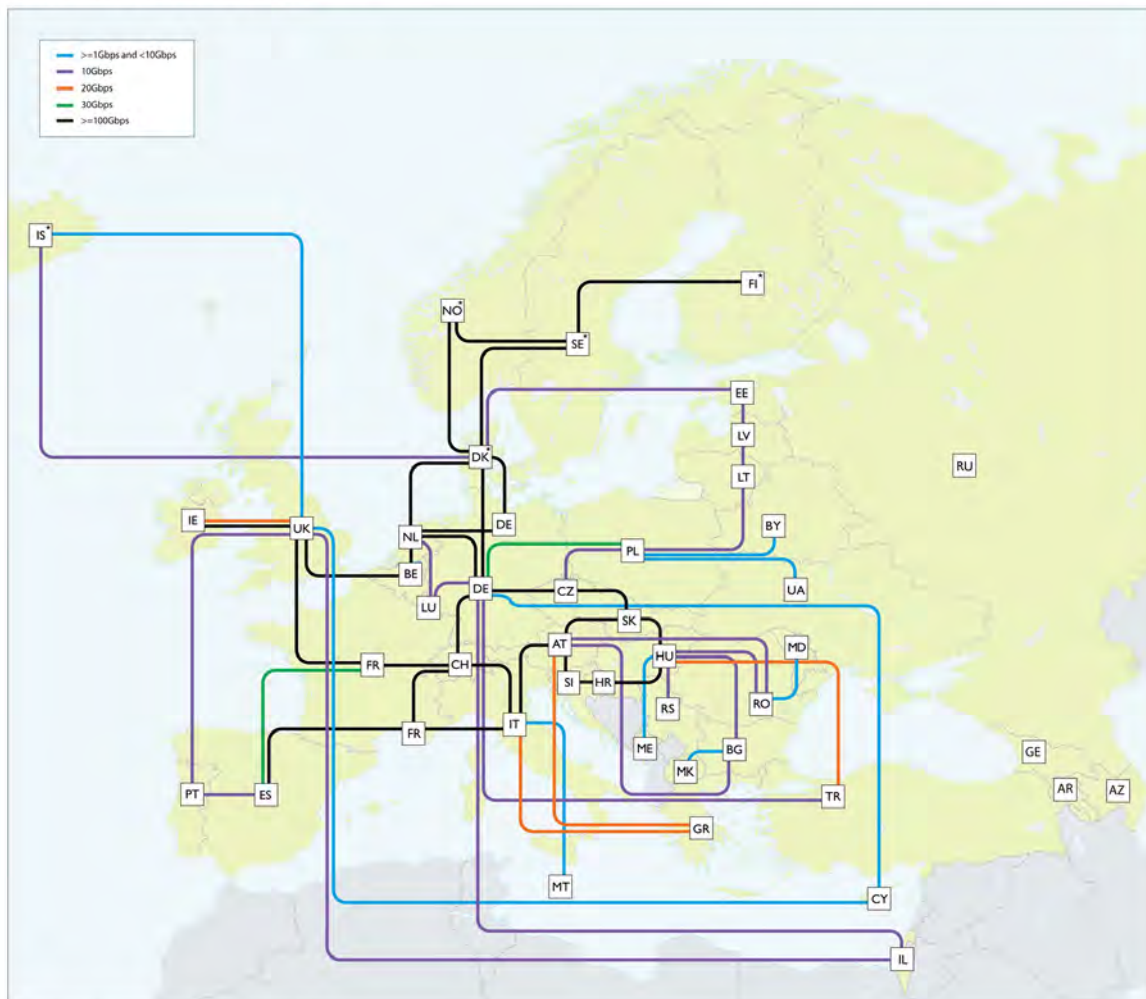 >=1Gbps and <10Gbps
10Gbps
20Gbps
30Gbps
>=100Gbps
IS*
FI*
NO*
SE*
EE
LV
DK*
RU
LT
IE
UK
NL
DE
BY
PL
BE
DE
CZ
UA
LU
SK
AT
HU
MD
FR
CH
SI
HR
RS
RO
IT
FR
ME
BG
GE
MK
PT
ES
TR
AR
AZ
GR
MT
CY
IL